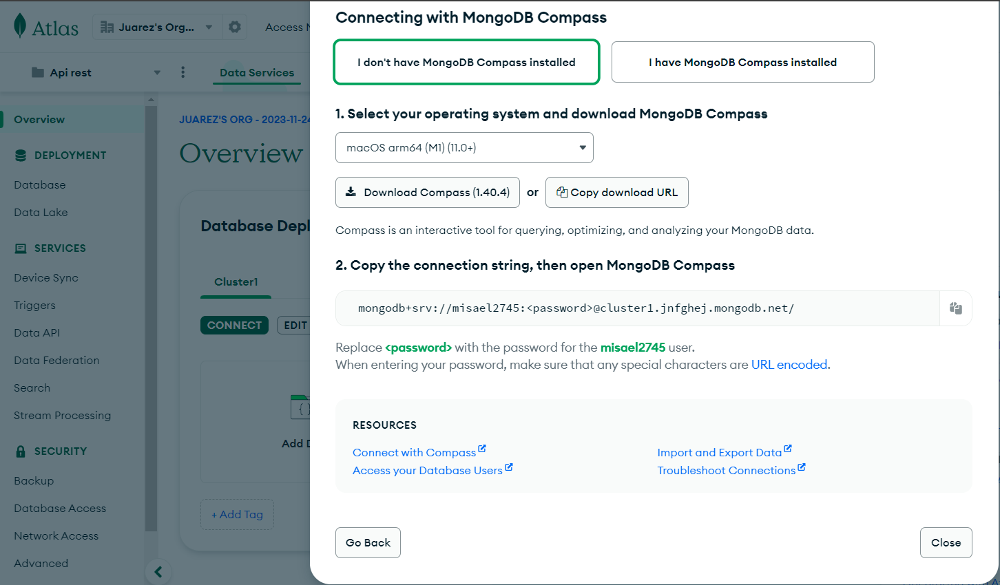 Atlas
Juarez's Org...
Access
Api rest
Data Services
Overview
DEPLOYMENT
Database
Data Lake
SERVICES
Device Sync
Triggers
Data API
Data Federation
Search
Stream Processing
SECURITY
Backup
Database Access
Network Access
Advanced
JUAREZ'S ORG - 2023-11-24
Overview
Database Depl
Cluster1
CONNECT
EDIT
{ }
Add D
+ Add Tag
Connecting with MongoDB Compass
I don't have MongoDB Compass installed
I have MongoDB Compass installed
1. Select your operating system and download MongoDB Compass
macOS arm64 (M1) (11.0+)
Download Compass (1.40.4) or Copy download URL
Compass is an interactive tool for querying, optimizing, and analyzing your MongoDB data.
2. Copy the connection string, then open MongoDB Compass
mongodb+srv://misael2745:<password>@cluster1.jnfghej.mongodb.net/
Replace <password> with the password for the misael2745 user.
When entering your password, make sure that any special characters are URL encoded.
RESOURCES
Connect with Compass
Import and Export Data
Access your Database Users
Troubleshoot Connections
Go Back
Close